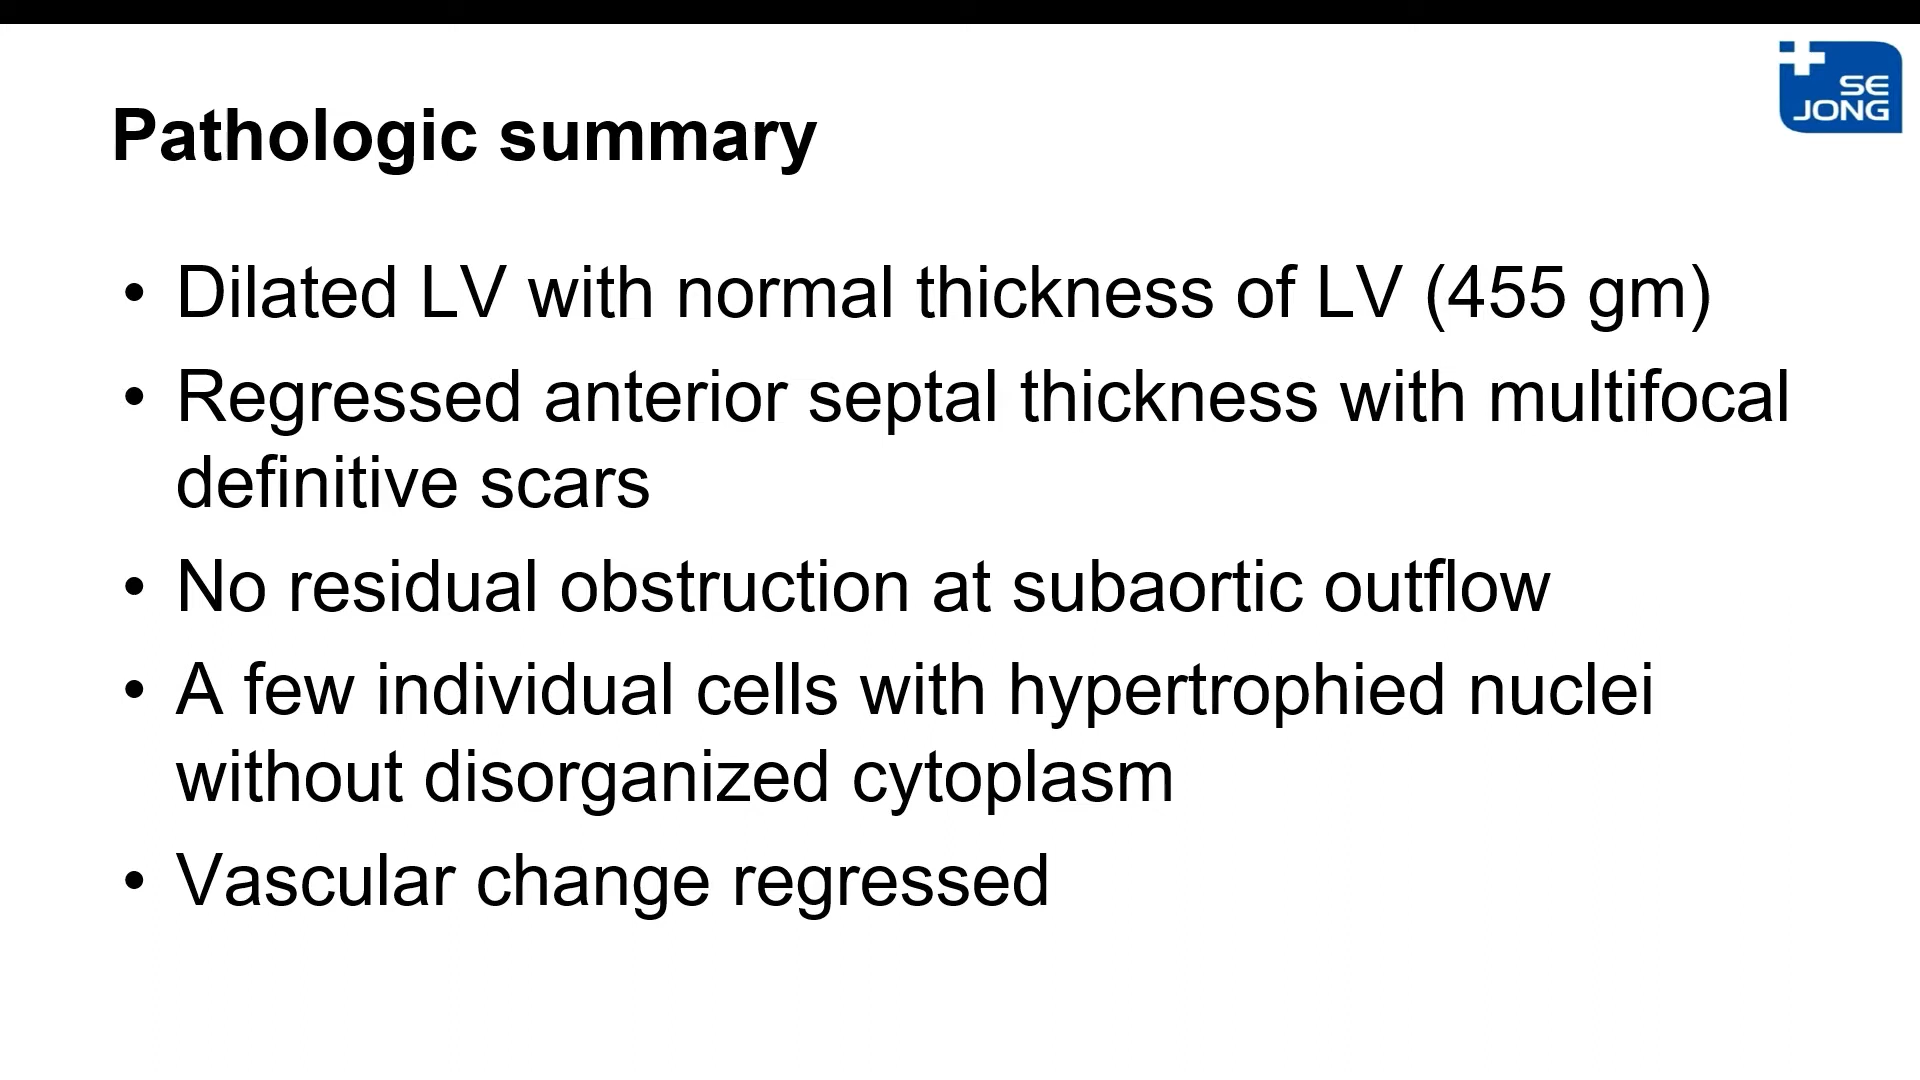 SE
JONG
Pathologic summary
• Dilated LV with normal thickness of LV (455 gm)
• Regressed anterior septal thickness with multifocal
definitive scars
• No residual obstruction at subaortic outflow
• A few individual cells with hypertrophied nuclei
without disorganized cytoplasm
• Vascular change regressed